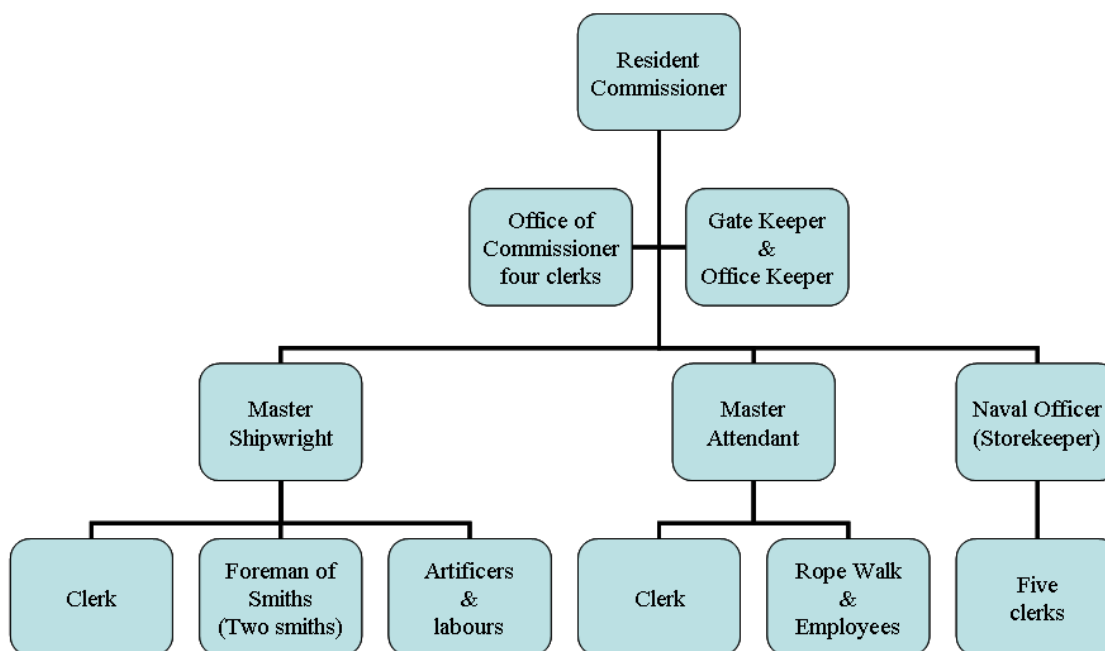 Resident
Commissioner
Office of
Commissioner
four clerks
Gate Keeper
&
Office Keeper
Master
Shipwright
Master
Attendant
Naval Officer
(Storekeeper)
Clerk
Foreman of
Smiths
(Two smiths)
Artificers
&
labours
Clerk
Rope Walk
&
Employees
Five
clerks